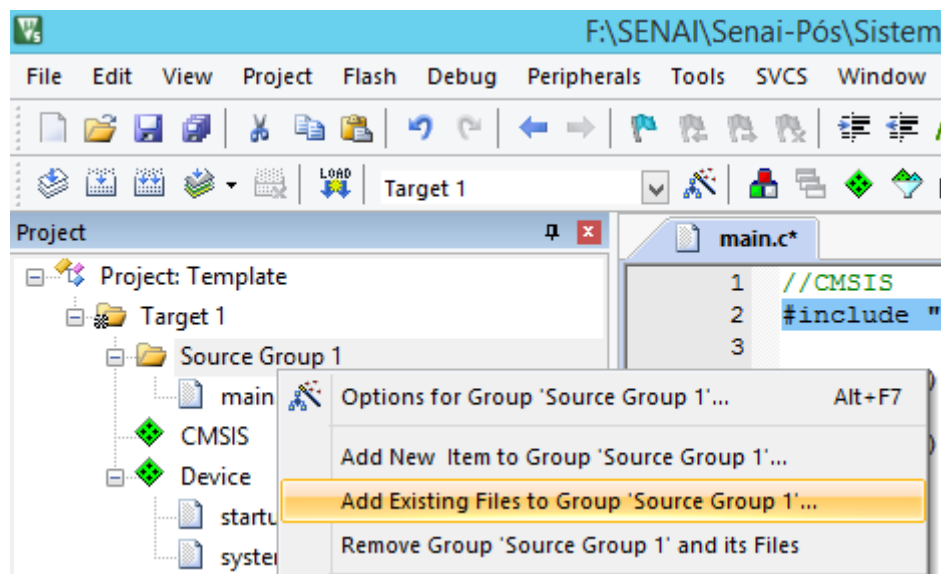 F:\SENAI\Senai-Pós\Sistem
File Edit View Project Flash Debug Peripherals Tools SVCS Window
LOAD Target 1
Project main.c*
Project: Template
Target 1
Source Group 1
main
CMSIS
Device
startu
system
1 //CMSIS
2 #include "
3
Options for Group 'Source Group 1'... Alt+F7
Add New Item to Group 'Source Group 1'...
Add Existing Files to Group 'Source Group 1'...
Remove Group 'Source Group 1' and its Files